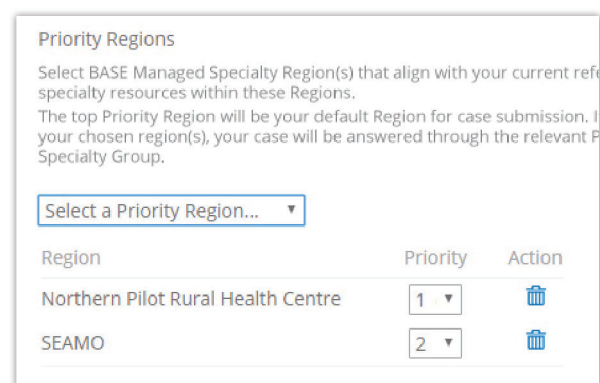 Priority Regions
Select BASE Managed Specialty Region(s) that align with your current refe
specialty resources within these Regions.
The top Priority Region will be your default Region for case submission. I
your chosen region(s), your case will be answered through the relevant P
Specialty Group.
Select a Priority Region...
Region Priority Action
Northern Pilot Rural Health Centre 1
SEAMO 2